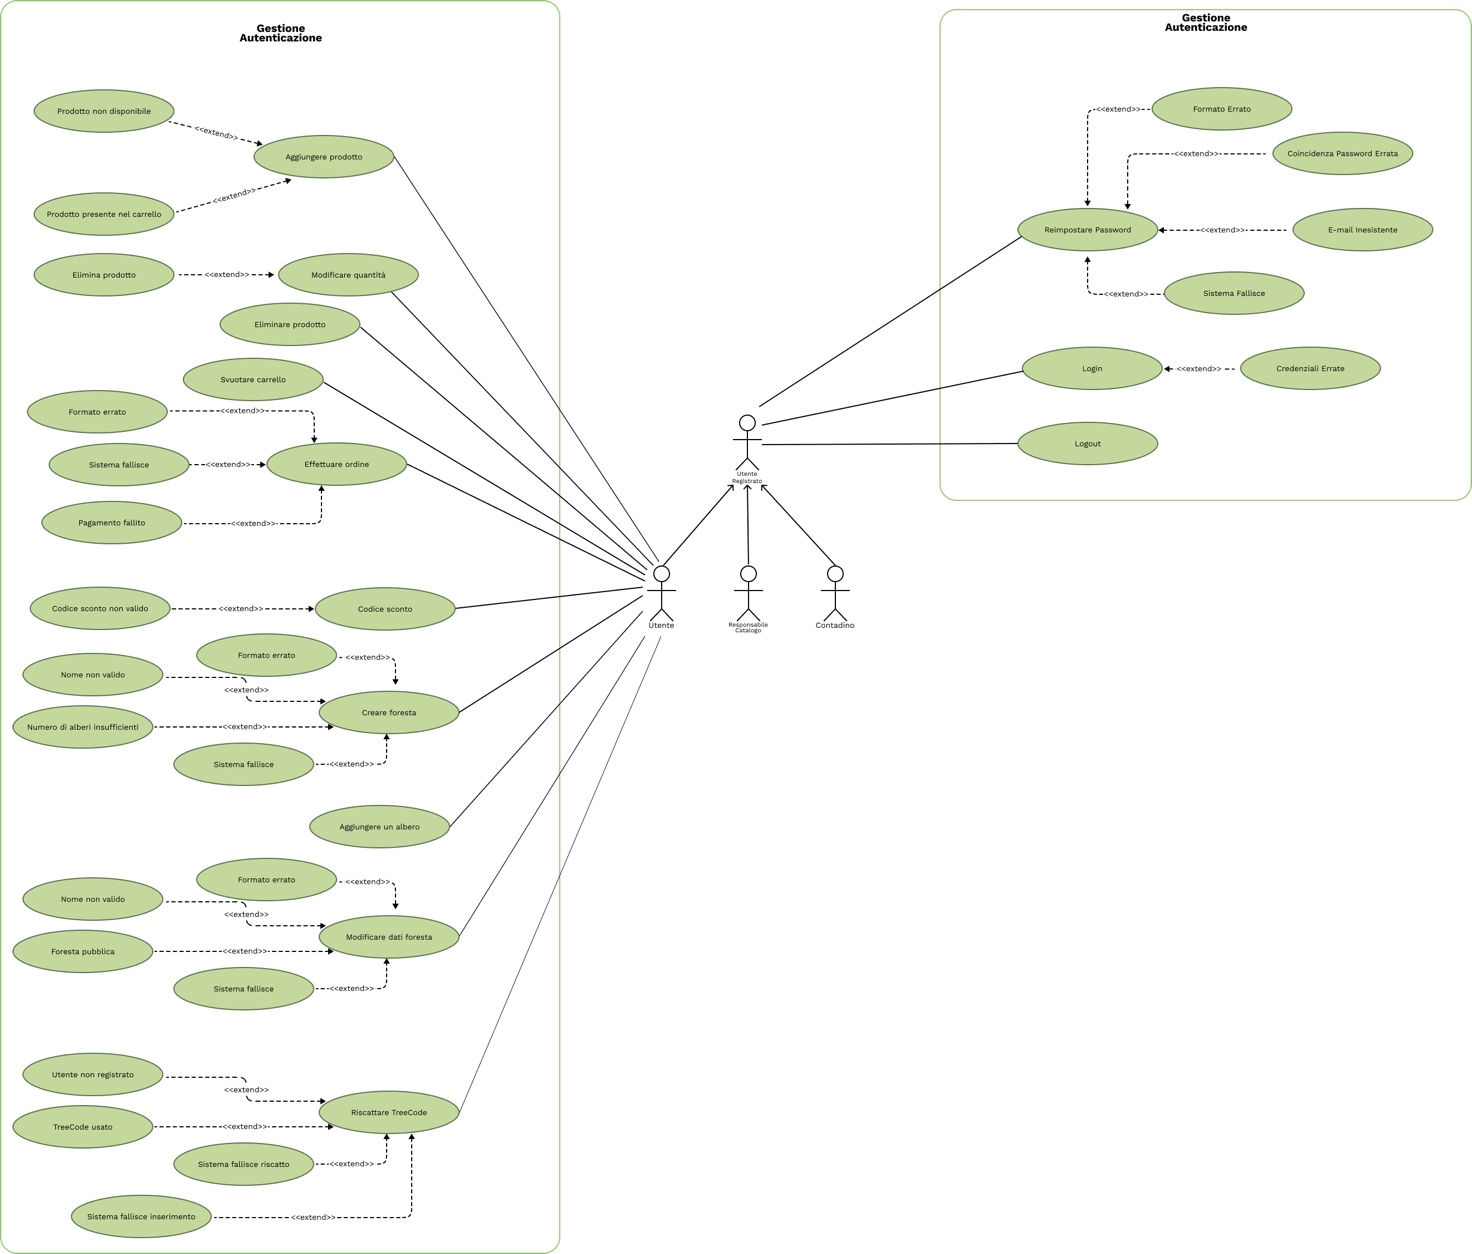 Gestione
Autenticazione
Prodotto non disponibile
<<extend>>
Aggiungere prodotto
<<extend>>
Prodotto presente nel carrello
Elimina prodotto
<<extend>>
Modificare quantità
Eliminare prodotto
Svuotare carrello
Formato errato
<<extend>>
Sistema fallisce
<<extend>>
Effettuare ordine
Pagamento fallito
<<extend>>
Codice sconto non valido
<<extend>>
Codice sconto
Formato errato
<<extend>>
Nome non valido
<<extend>>
Creare foresta
Numero di alberi insufficienti
<<extend>>
Sistema fallisce
<<extend>>
Aggiungere un albero
Formato errato
<<extend>>
Nome non valido
<<extend>>
Modificare dati foresta
Foresta pubblica
<<extend>>
Sistema fallisce
<<extend>>
Utente non registrato
<<extend>>
Riscattare TreeCode
TreeCode usato
<<extend>>
Sistema fallisce riscatto
<<extend>>
Sistema fallisce inserimento
<<extend>>
Utente
Registrato
Utente
Responsabile
Catalogo
Contadino
Gestione
Autenticazione
<<extend>>
Formato Errato
<<extend>>
Coincidenza Password Errata
Reimpostare Password
<<extend>>
E-mail Inesistente
<<extend>>
Sistema Fallisce
Login
<<extend>>
Credenziali Errate
Logout